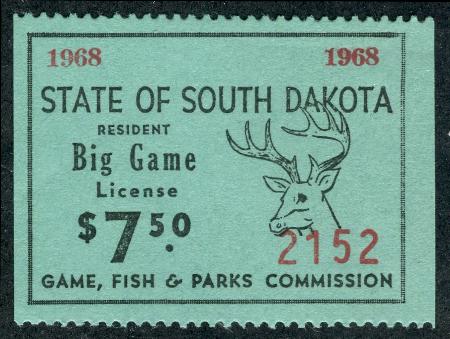 1968 1968
STATE OF SOUTH DAKOTA
RESIDENT
Big Game
License
$7.50
2152
GAME, FISH & PARKS COMMISSION